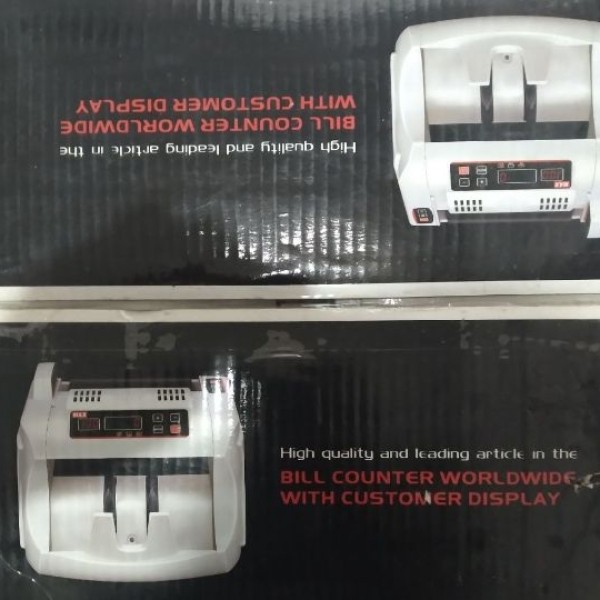 High quality and leading article in the
BILL COUNTER WORLDWIDE
WITH CUSTOMER DISPLAY
High quality and leading article in the
BILL COUNTER WORLDWIDE
WITH CUSTOMER DISPLAY